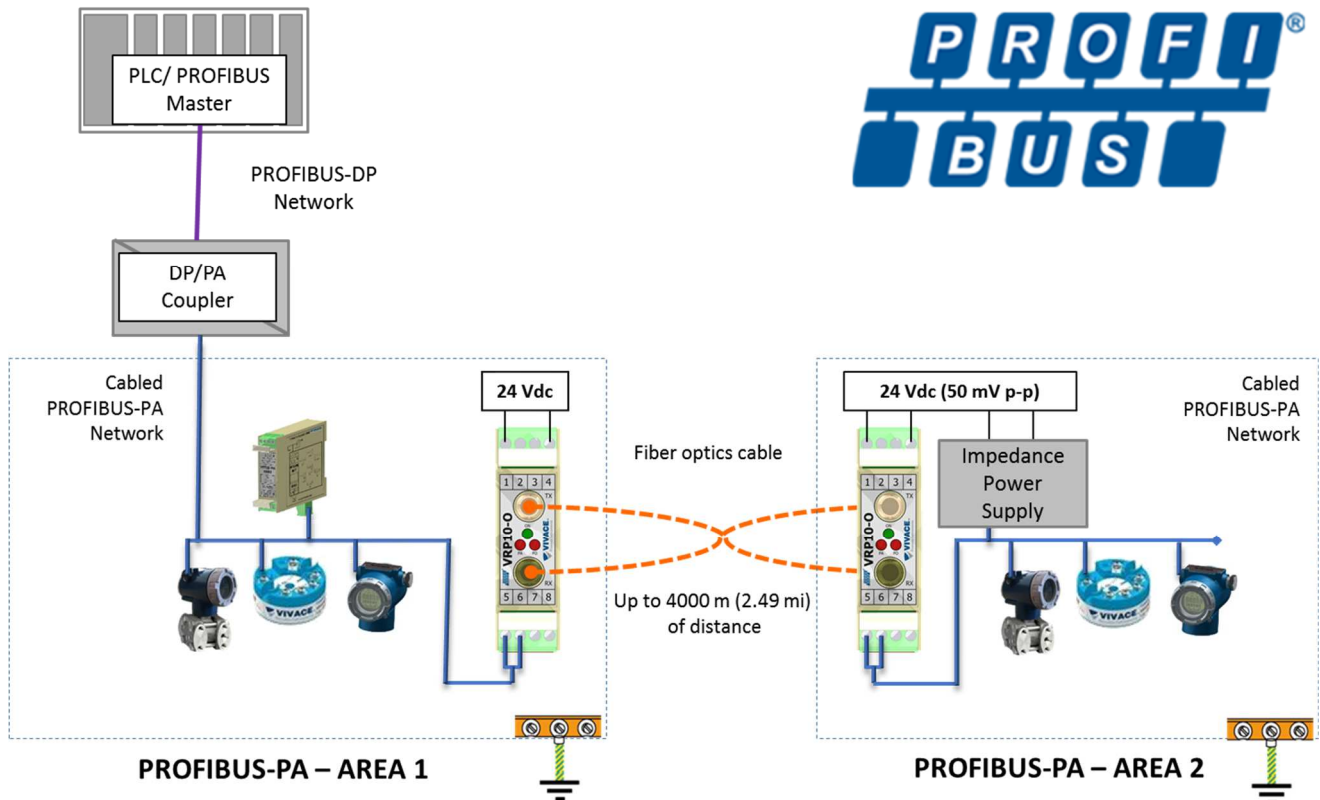 PROFI®
BUS
PLC/ PROFIBUS
Master
PROFIBUS-DP
Network
DP/PA
Coupler
Cabled
PROFIBUS-PA
Network
24 Vdc
1 2 3 4
TX
ON
VRP10-O
VIVACE
RX
5 6 7 8
VIVACE
Fiber optics cable
Up to 4000 m (2.49 mi)
of distance
24 Vdc (50 mV p-p)
Cabled
PROFIBUS-PA
Network
Impedance
Power
Supply
1 2 3 4
TX
ON
VRP10-O
VIVACE
RX
5 6 7 8
VIVACE
PROFIBUS-PA – AREA 1
PROFIBUS-PA – AREA 2